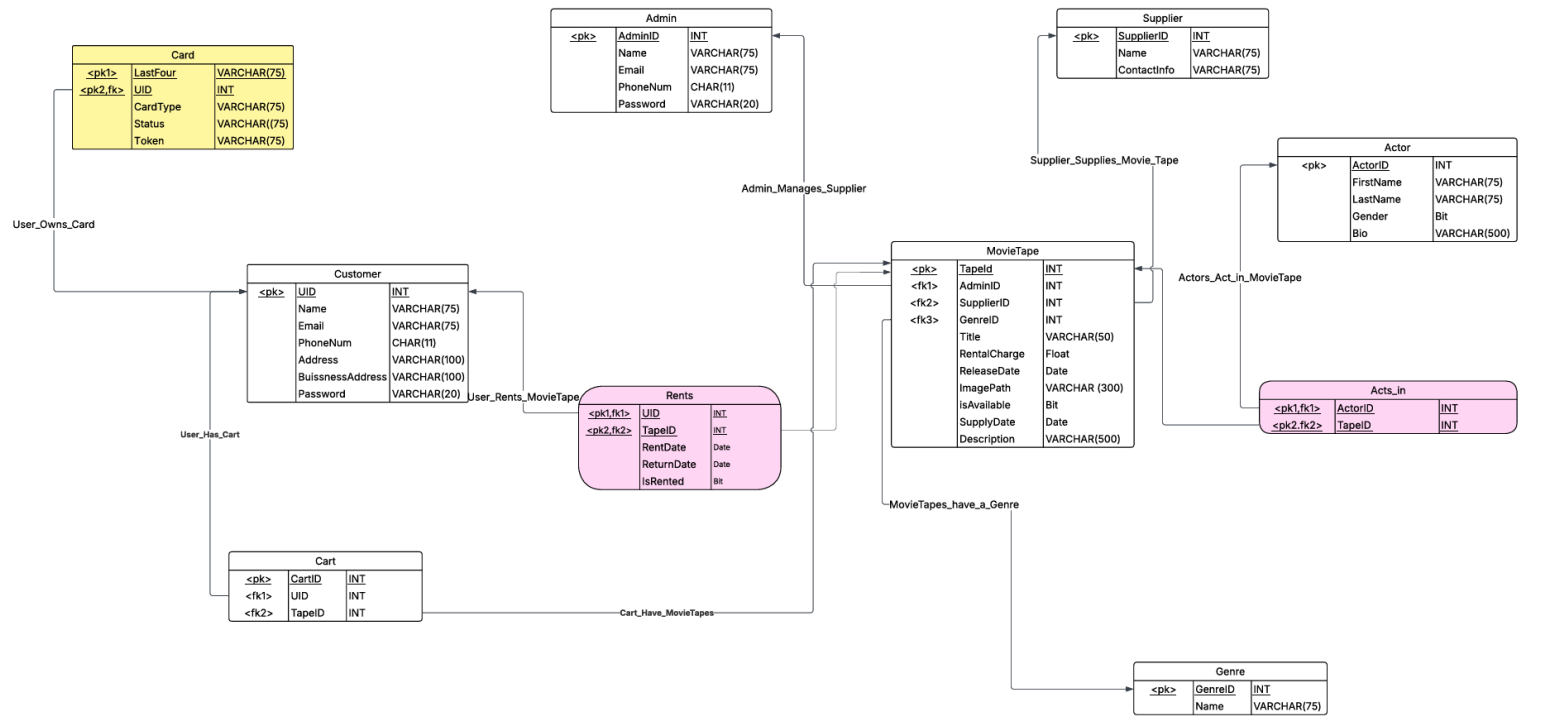 Card
<pk1> LastFour VARCHAR(75)
<pk2,fk> UID INT
CardType VARCHAR(75)
Status VARCHAR((75)
Token VARCHAR(75)
Admin
<pk> AdminID INT
Name VARCHAR(75)
Email VARCHAR(75)
PhoneNum CHAR(11)
Password VARCHAR(20)
Supplier
<pk> SupplierID INT
Name VARCHAR(75)
ContactInfo VARCHAR(75)
Supplier_Supplies_Movie_Tape
Actor
<pk> ActorID INT
FirstName VARCHAR(75)
LastName VARCHAR(75)
Gender Bit
Bio VARCHAR(500)
Admin_Manages_Supplier
User_Owns_Card
Customer
<pk> UID INT
Name VARCHAR(75)
Email VARCHAR(75)
PhoneNum CHAR(11)
Address VARCHAR(100)
BuissnessAddress VARCHAR(100)
Password VARCHAR(20)
MovieTape
<pk> TapeId INT
<fk1> AdminID INT
<fk2> SupplierID INT
<fk3> GenreID INT
Title VARCHAR(50)
RentalCharge Float
ReleaseDate Date
ImagePath VARCHAR (300)
isAvailable Bit
SupplyDate Date
Description VARCHAR(500)
Actors_Act_in_MovieTape
User_Rents_MovieTape
Rents
<pk1,fk1> UID INT
<pk2,fk2> TapeID INT
RentDate Date
ReturnDate Date
IsRented Bit
Acts_in
<pk1,fk1> ActorID INT
<pk2.fk2> TapeID INT
User_Has_Cart
MovieTapes_have_a_Genre
Cart
<pk> CartID INT
<fk1> UID INT
<fk2> TapeID INT
Cart_Have_MovieTapes
Genre
<pk> GenreID INT
Name VARCHAR(75)